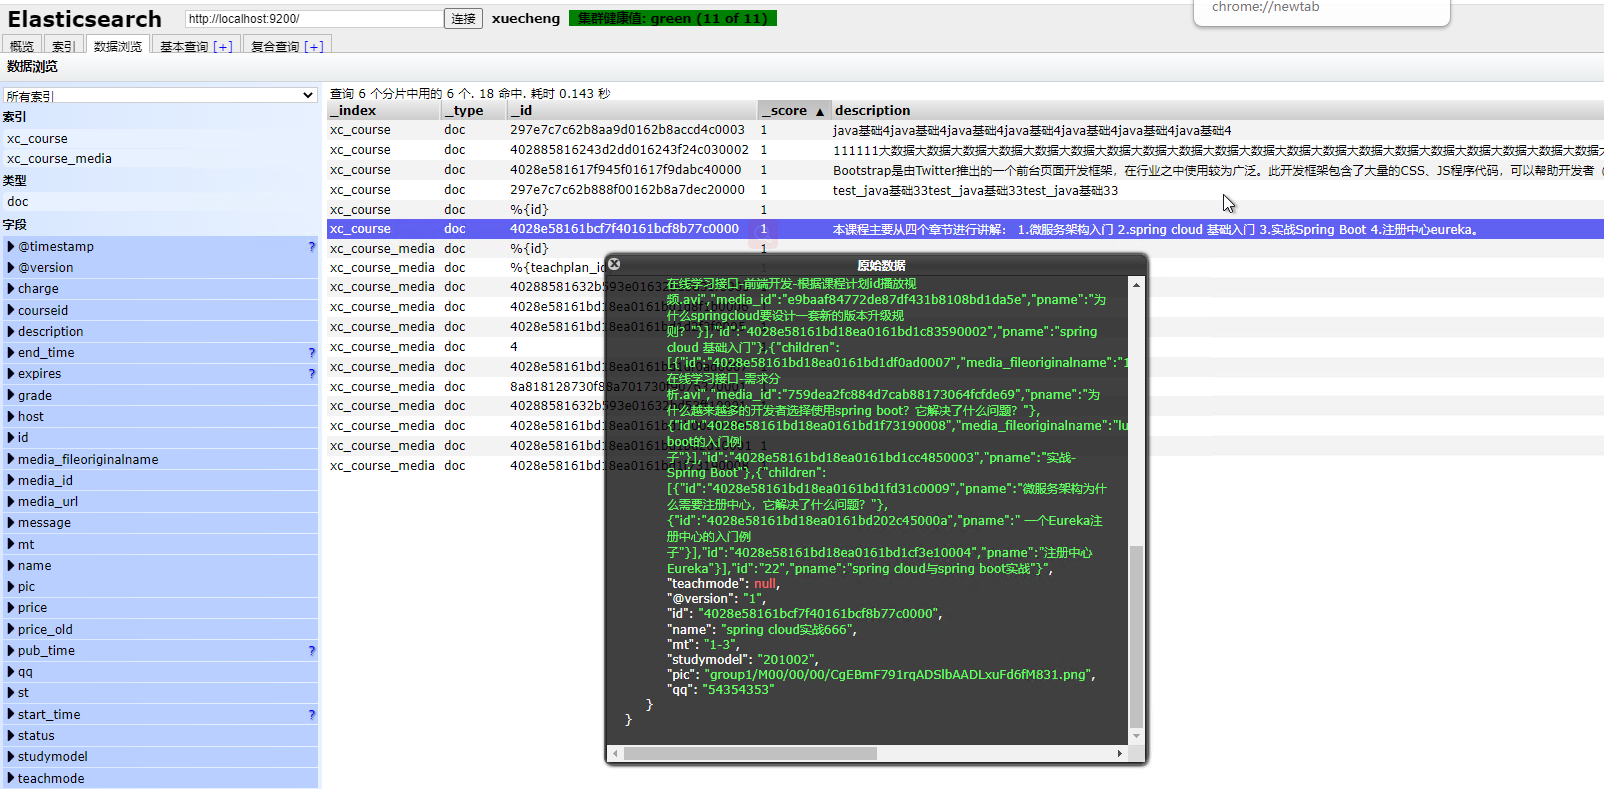 chrome://newtab
Elasticsearch http://localhost:9200/ 连接 xuecheng 集群健康值: green (11 of 11)
概览 索引 数据浏览 基本查询 [+] 复合查询 [+]
数据浏览
所有索引
索引
xc_course
xc_course_media
类型
doc
字段
@timestamp ?
@version
charge
courseid
description
end_time ?
expires ?
grade
host
id
media_fileoriginalname
media_id
media_url
message
mt
name
pic
price
price_old
pub_time ?
qq
st
start_time ?
status
studymodel
teachmode
查询 6 个分片中用的 6 个. 18 命中. 耗时 0.143 秒
_index _type _id _score ▲ description
xc_course doc 297e7c7c62b8aa9d0162b8accd4c0003 1 java基础4java基础4java基础4java基础4java基础4java基础4java基础4
xc_course doc 402885816243d2dd016243f24c030002 1 111111大数据大数据大数据大数据大数据大数据大数据大数据大数据大数据大数据大数据大数据大数据大数据大数据大数据大数据大数据大数据
xc_course doc 4028e581617f945f01617f9dabc40000 1 Bootstrap是由Twitter推出的一个前台页面开发框架，在行业之中使用较为广泛。此开发框架包含了大量的CSS、JS程序代码，可以帮助开发者（
xc_course doc 297e7c7c62b888f00162b8a7dec20000 1 test_java基础33test_java基础33test_java基础33
xc_course doc %{id} 1
xc_course doc 4028e58161bcf7f40161bcf8b77c0000 1 本课程主要从四个章节进行讲解： 1.微服务架构入门 2.spring cloud 基础入门 3.实战Spring Boot 4.注册中心eureka。
xc_course_media doc %{id} 1
xc_course_media doc %{teachplan_id
xc_course_media doc 40288581632b593e01632
xc_course_media doc 4028e58161bd18ea0161b
xc_course_media doc 4028e58161bd18ea0161b
xc_course_media doc 4
xc_course_media doc 4028e58161bd18ea0161b
xc_course_media doc 8a818128730f88a701730f
xc_course_media doc 40288581632b593e01632
xc_course_media doc 4028e58161bd18ea0161b
xc_course_media doc 4028e58161bd18ea0161b
xc_course_media doc 4028e58161bd18ea0161b
原始数据
在线学习接口-前端开发-根据课程计划id播放视
频.avi","media_id":"e9baaf84772de87df431b8108bd1da5e","pname":"为
什么springcloud要设计一套新的版本升级规
则？"}],"id":"4028e58161bd18ea0161bd1c83590002","pname":"spring
cloud 基础入门"},{"children":
[{"id":"4028e58161bd18ea0161bd1df0ad0007","media_fileoriginalname":"1
在线学习接口-需求分
析.avi","media_id":"759dea2fc884d7cab88173064fcfde69","pname":"为
什么越来越多的开发者选择使用spring boot？它解决了什么问题？"},
{"id":"4028e58161bd18ea0161bd1f73190008","media_fileoriginalname":"lu
boot的入门例
子"}],"id":"4028e58161bd18ea0161bd1cc4850003","pname":"实战-
Spring Boot"},{"children":
[{"id":"4028e58161bd18ea0161bd1fd31c0009","pname":"微服务架构为什
么需要注册中心，它解决了什么问题？"},
{"id":"4028e58161bd18ea0161bd202c45000a","pname":" 一个Eureka注
册中心的入门例
子"}],"id":"4028e58161bd18ea0161bd1cf3e10004","pname":"注册中心
Eureka"}],"id":"22","pname":"spring cloud与spring boot实战"}",
"teachmode": null,
"@version": "1",
"id": "4028e58161bcf7f40161bcf8b77c0000",
"name": "spring cloud实战666",
"mt": "1-3",
"studymodel": "201002",
"pic": "group1/M00/00/00/CgEBmF791rqADSlbAADLxuFd6fM831.png",
"qq": "54354353"
}
}